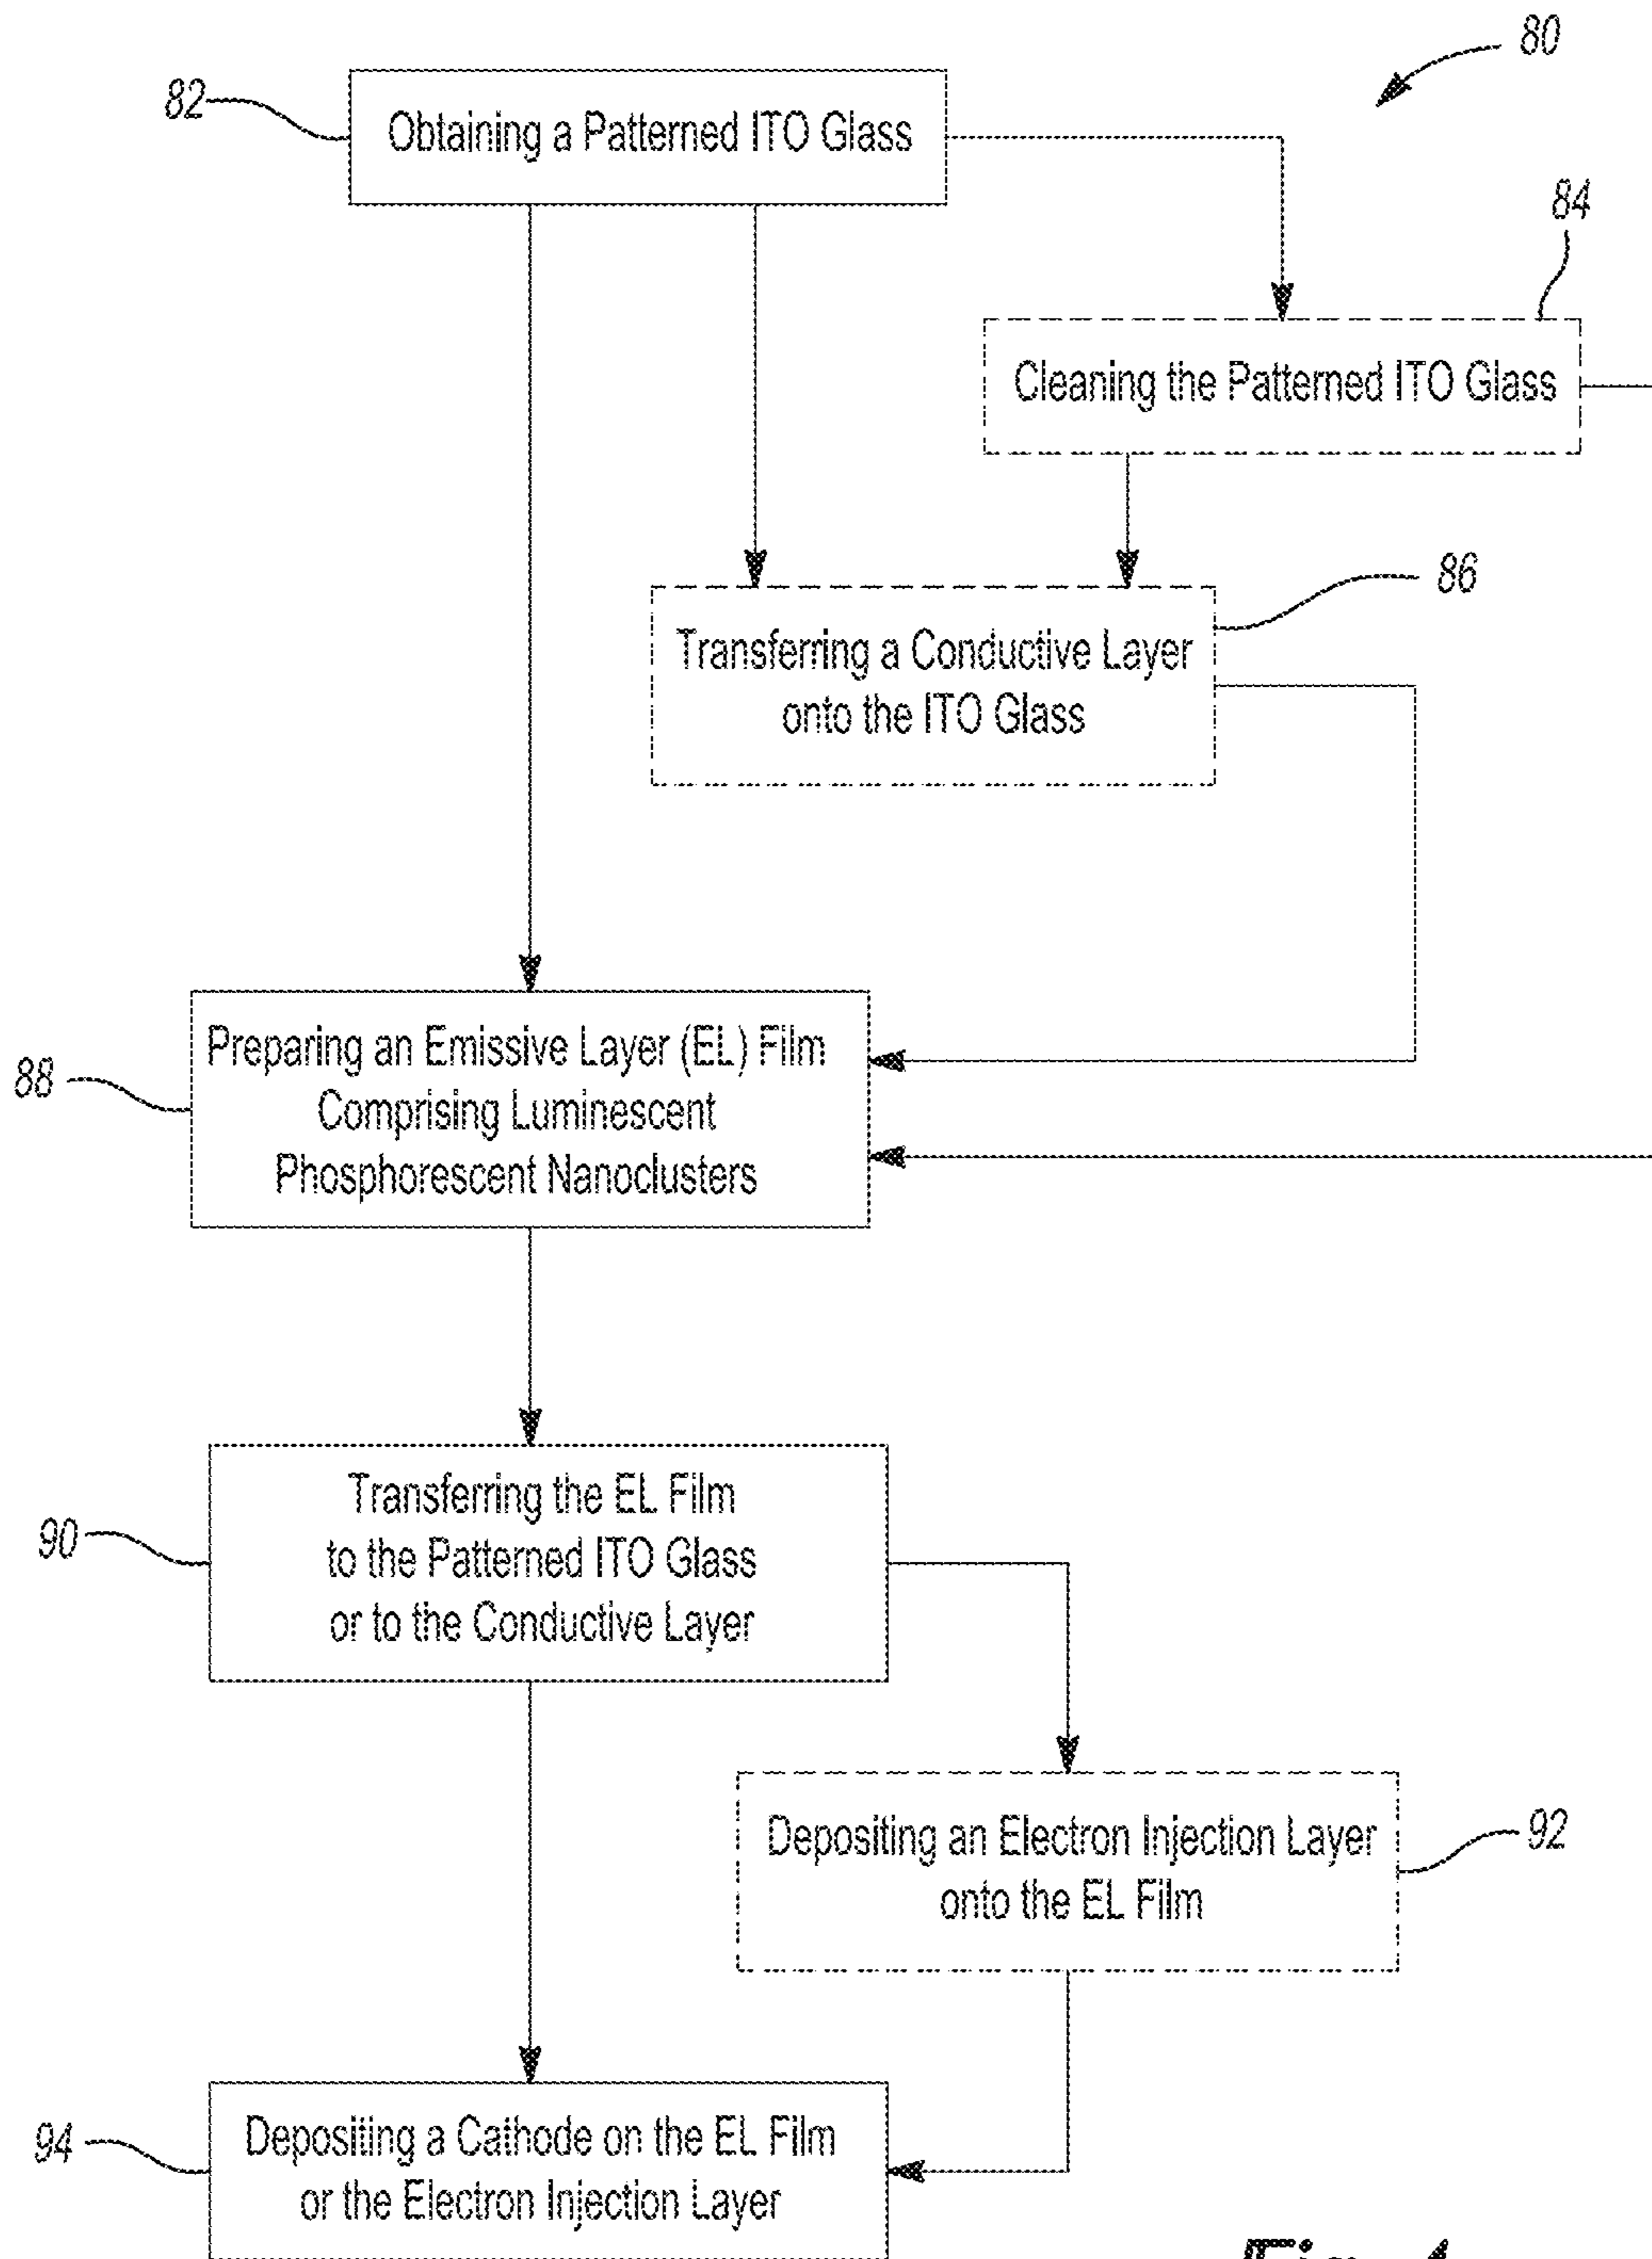 80
82
Obtaining a Patterned ITO Glass
84
Cleaning the Patterned ITO Glass
86
Transferring a Conductive Layer
onto the ITO Glass
88
Preparing an Emissive Layer (EL) Film
Comprising Luminescent
Phosphorescent Nanoclusters
90
Transferring the EL Film
to the Patterned ITO Glass
or to the Conductive Layer
92
Depositing an Electron Injection Layer
onto the EL Film
94
Depositing a Cathode on the EL Film
or the Electron Injection Layer